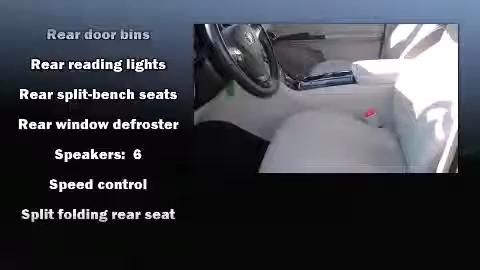 Rear door bins
Rear reading lights
Rear split-bench seats
Rear window defroster
Speakers: 6
Speed control
Split folding rear seat